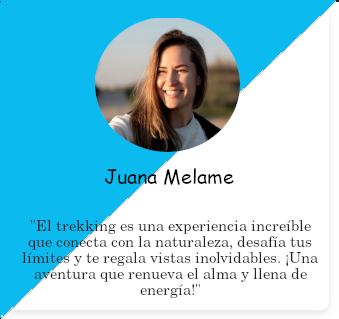 Juana Melame
"El trekking es una experiencia increíble
que conecta con la naturaleza, desafía tus
límites y te regala vistas inolvidables. ¡Una
aventura que renueva el alma y llena de
energía!"